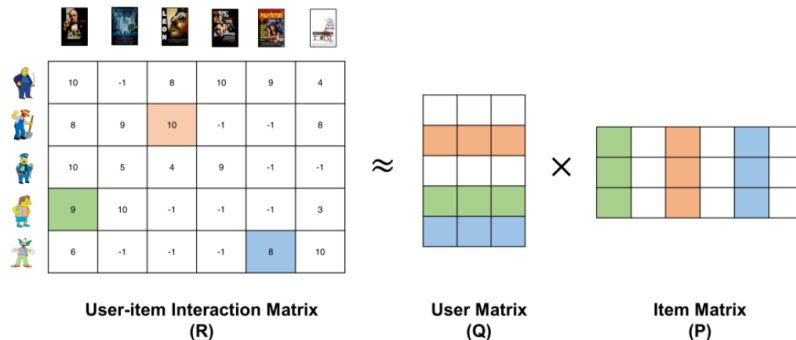 LEON
10 -1 8 10 9 4
8 9 10 -1 -1 8
10 5 4 9 -1 -1
≈ ×
9 10 -1 -1 -1 3
6 -1 -1 -1 8 10
User-item Interaction Matrix User Matrix Item Matrix
(R) (Q) (P)